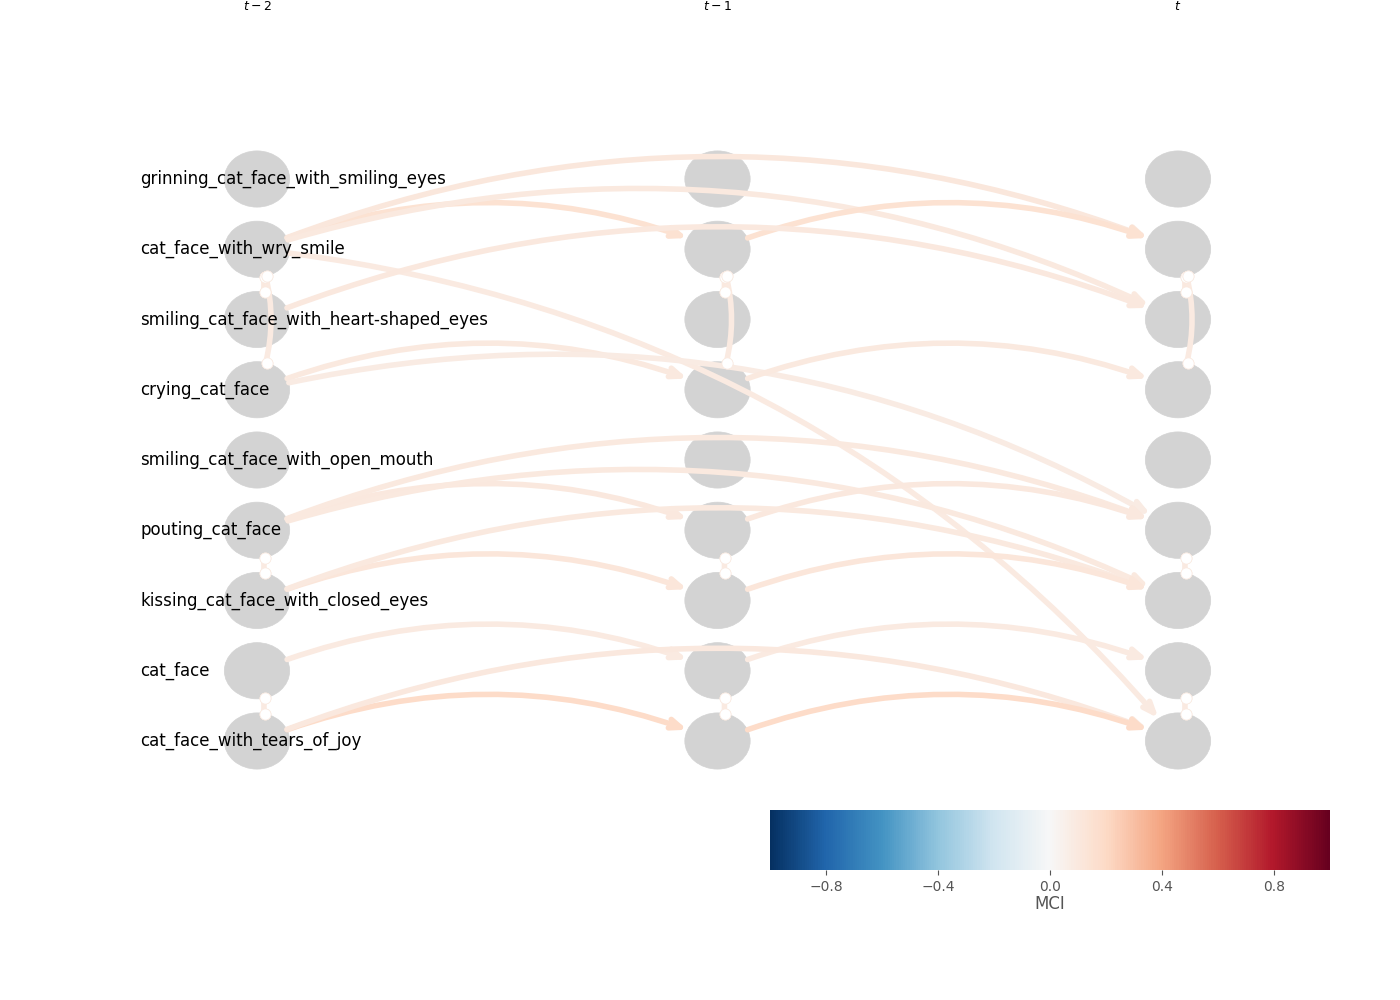 t − 2 t − 1 t
grinning_cat_face_with_smiling_eyes
cat_face_with_wry_smile
smiling_cat_face_with_heart-shaped_eyes
crying_cat_face
smiling_cat_face_with_open_mouth
pouting_cat_face
kissing_cat_face_with_closed_eyes
cat_face
cat_face_with_tears_of_joy
−0.8 −0.4 0.0 0.4 0.8
MCI